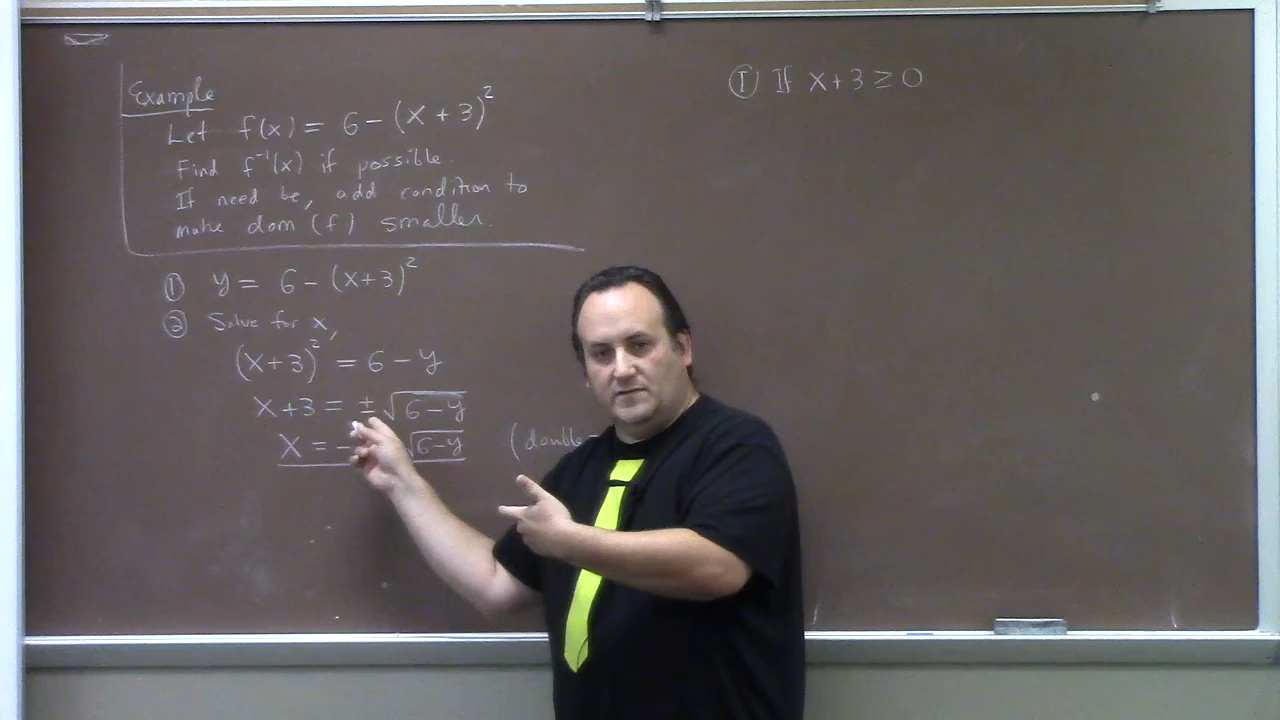 Example
Let f(x) = 6 - (x + 3)²
Find f⁻¹(x) if possible.
If need be, add condition to
make dom (f) smaller.
① y = 6 - (x+3)²
② Solve for x,
(x+3)² = 6 - y
x+3 = ± √6-y
x = - √6-y (double
Ⓘ If x+3 ≥ 0